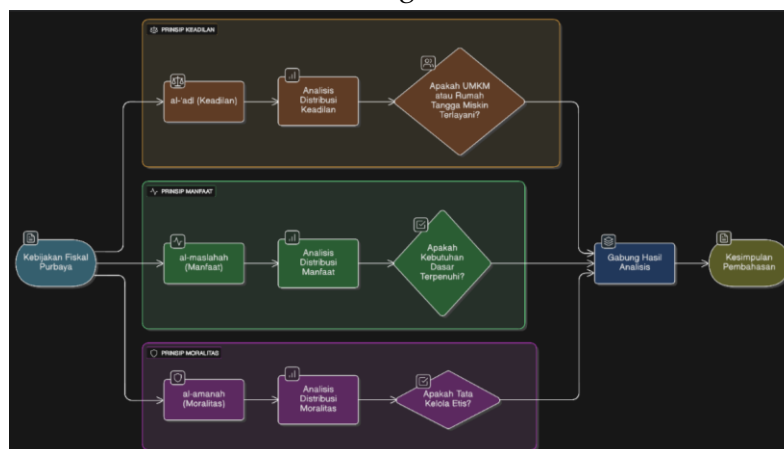 PRINSIP KEADILAN
al-'adl (Keadilan)
Analisis
Distribusi
Keadilan
Apakah UMKM
atau Rumah
Tangga Miskin
Terlayani?
PRINSIP MANFAAT
Kebijakan Fiskal
Purbaya
al-maslahah
(Manfaat)
Analisis
Distribusi
Manfaat
Apakah
Kebutuhan
Dasar
Terpenuhi?
Gabung Hasil
Analisis
Kesimpulan
Pembahasan
PRINSIP MORALITAS
al-amanah
(Moralitas)
Analisis
Distribusi
Moralitas
Apakah Tata
Kelola Etis?